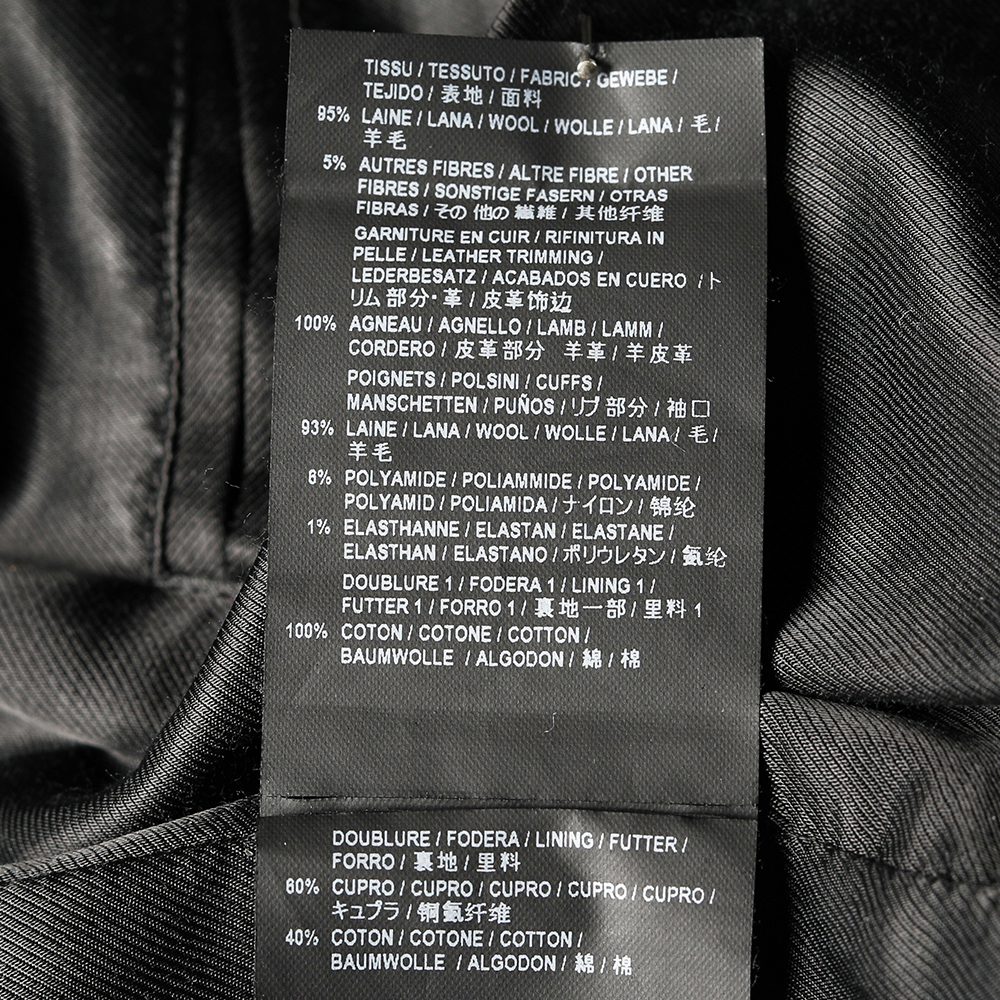 TISSU / TESSUTO / FABRIC / GEWEBE /
TEJIDO / 表地 / 面料
95% LAINE / LANA / WOOL / WOLLE / LANA / 毛 /
羊毛
5% AUTRES FIBRES / ALTRE FIBRE / OTHER
FIBRES / SONSTIGE FASERN / OTRAS
FIBRAS / その他の繊維 / 其他纤维
GARNITURE EN CUIR / RIFINITURA IN
PELLE / LEATHER TRIMMING /
LEDERBESATZ / ACABADOS EN CUERO / ト
リム部分・革 / 皮革饰边
100% AGNEAU / AGNELLO / LAMB / LAMM /
CORDERO / 皮革部分 羊革 / 羊皮革
POIGNETS / POLSINI / CUFFS /
MANSCHETTEN / PUÑOS / リブ部分 / 袖口
93% LAINE / LANA / WOOL / WOLLE / LANA / 毛 /
羊毛
6% POLYAMIDE / POLIAMMIDE / POLYAMIDE /
POLYAMID / POLIAMIDA / ナイロン / 锦纶
1% ELASTHANNE / ELASTAN / ELASTANE /
ELASTHAN / ELASTANO / ポリウレタン / 氨纶
DOUBLURE 1 / FODERA 1 / LINING 1 /
FUTTER 1 / FORRO 1 / 裏地一部 / 里料 1
100% COTON / COTONE / COTTON /
BAUMWOLLE / ALGODON / 綿 / 棉
DOUBLURE / FODERA / LINING / FUTTER /
FORRO / 裏地 / 里料
60% CUPRO / CUPRO / CUPRO / CUPRO / CUPRO /
キュプラ / 铜氨纤维
40% COTON / COTONE / COTTON /
BAUMWOLLE / ALGODON / 綿 / 棉